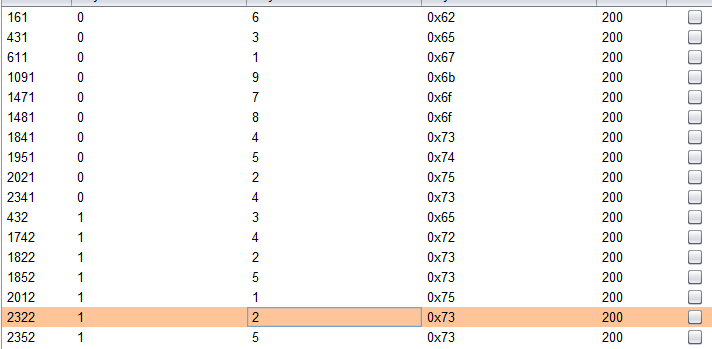 161 0 6 0x62 200
431 0 3 0x65 200
611 0 1 0x67 200
1091 0 9 0x6b 200
1471 0 7 0x6f 200
1481 0 8 0x6f 200
1841 0 4 0x73 200
1951 0 5 0x74 200
2021 0 2 0x75 200
2341 0 4 0x73 200
432 1 3 0x65 200
1742 1 4 0x72 200
1822 1 2 0x73 200
1852 1 5 0x73 200
2012 1 1 0x75 200
2322 1 2 0x73 200
2352 1 5 0x73 200